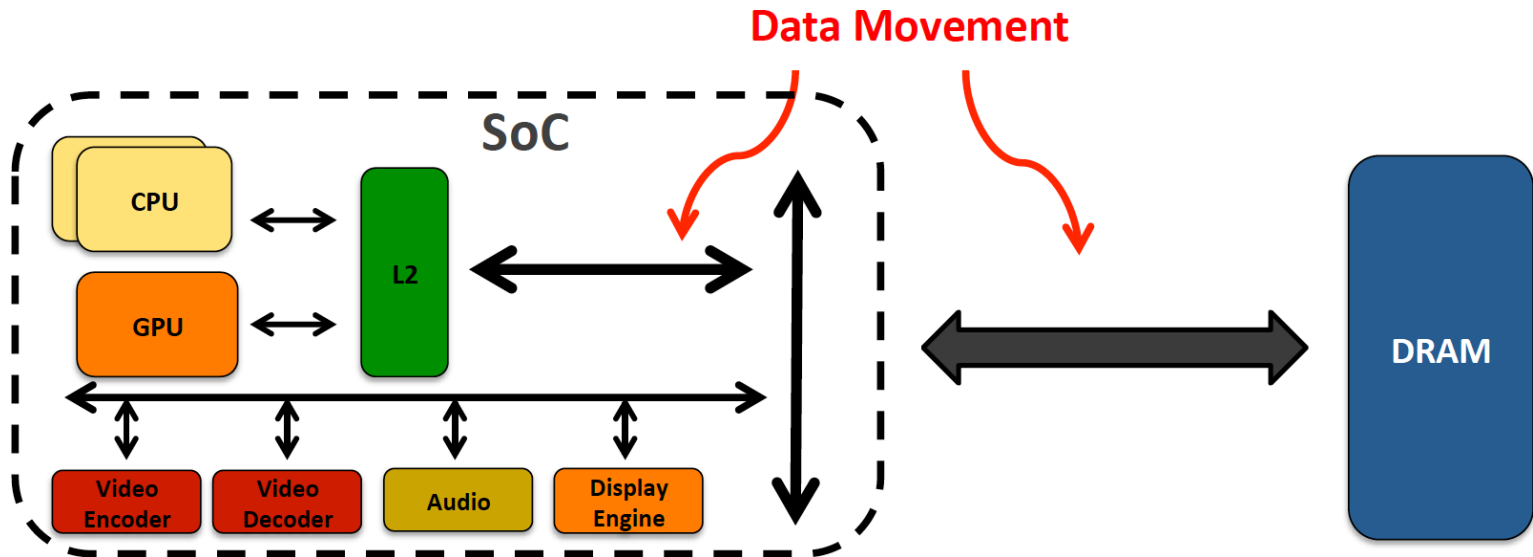 Data Movement
SoC
CPU
L2
GPU
DRAM
Video
Encoder
Video
Decoder
Audio
Display
Engine